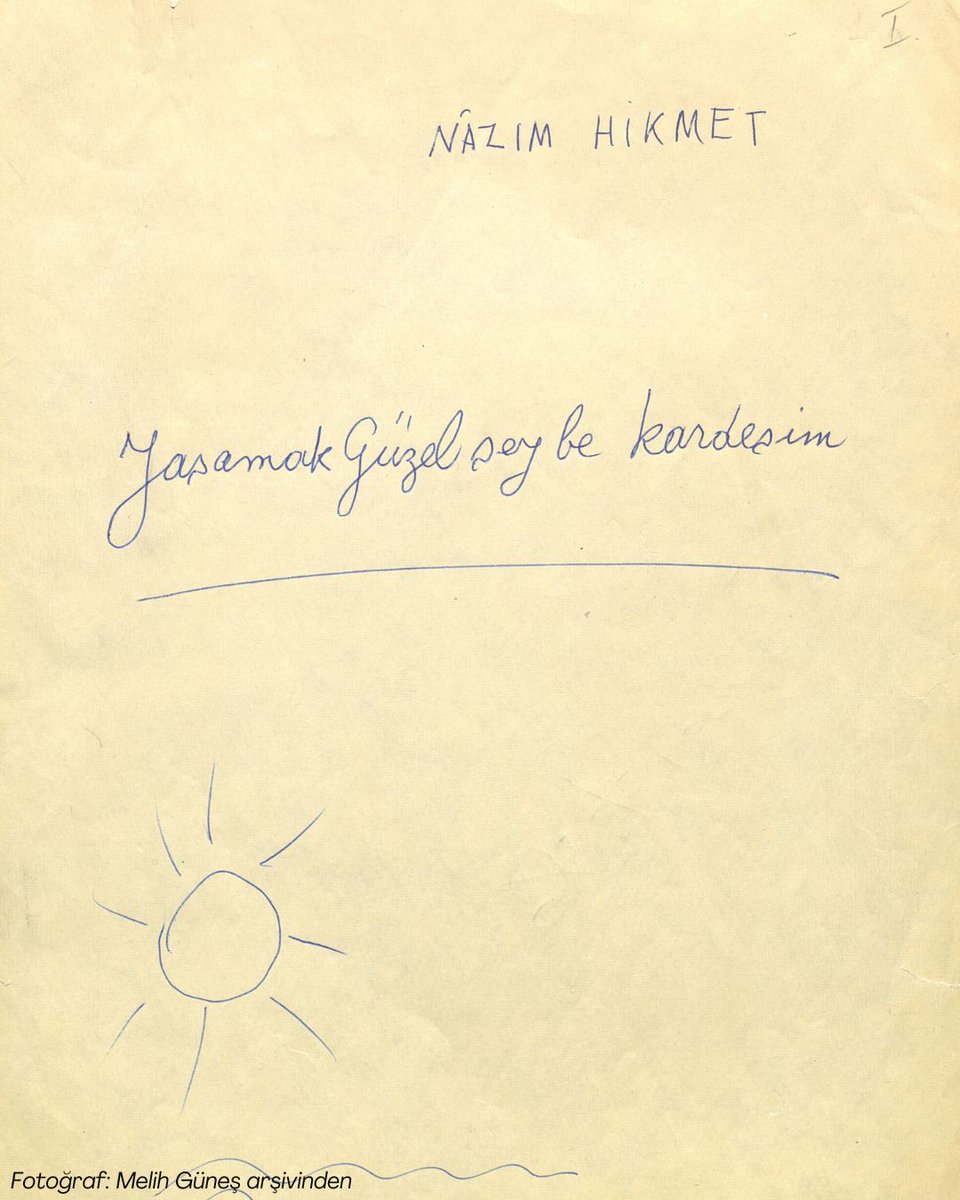 I.
NÂZIM HİKMET
Yaşamak Güzel şey be kardeşim
Fotoğraf: Melih Güneş arşivinden